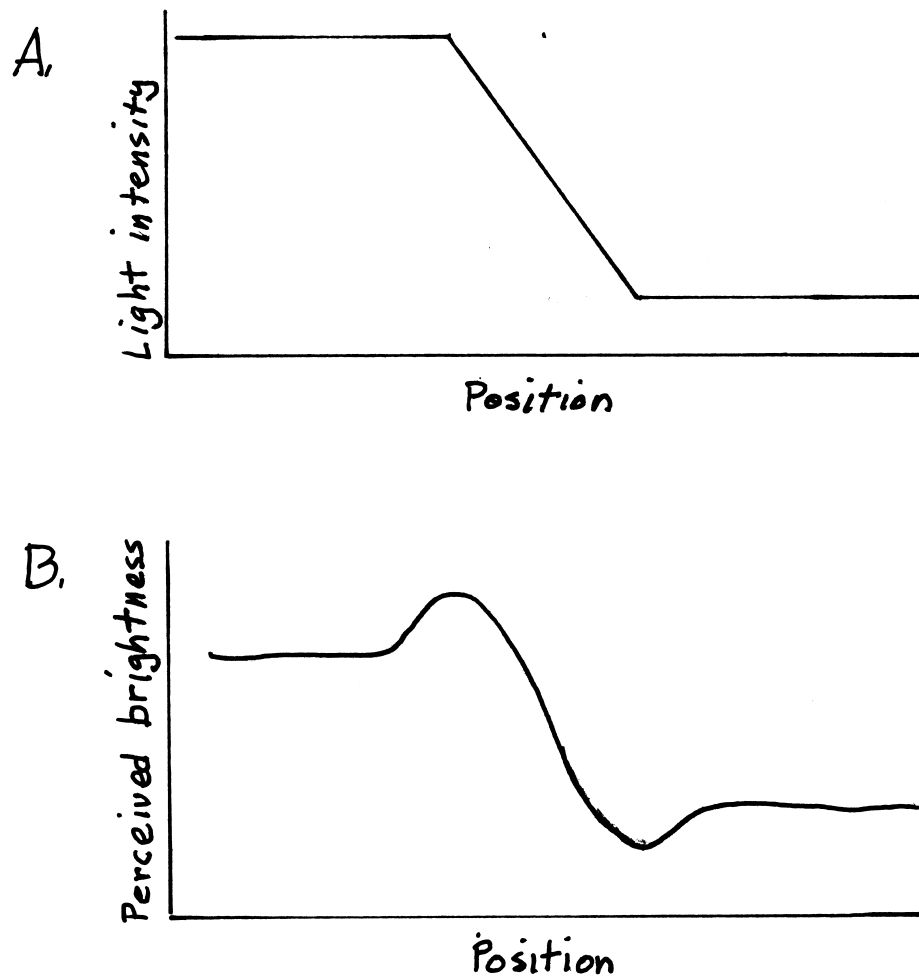 A.
Light intensity
Position
B.
Perceived brightness
Position